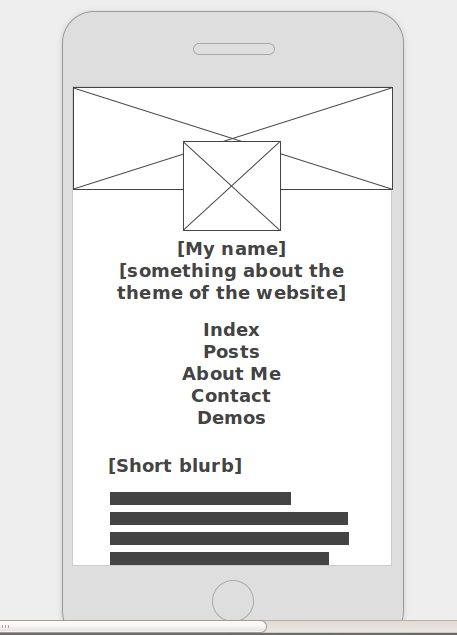 [My name]
[something about the
theme of the website]
Index
Posts
About Me
Contact
Demos
[Short blurb]